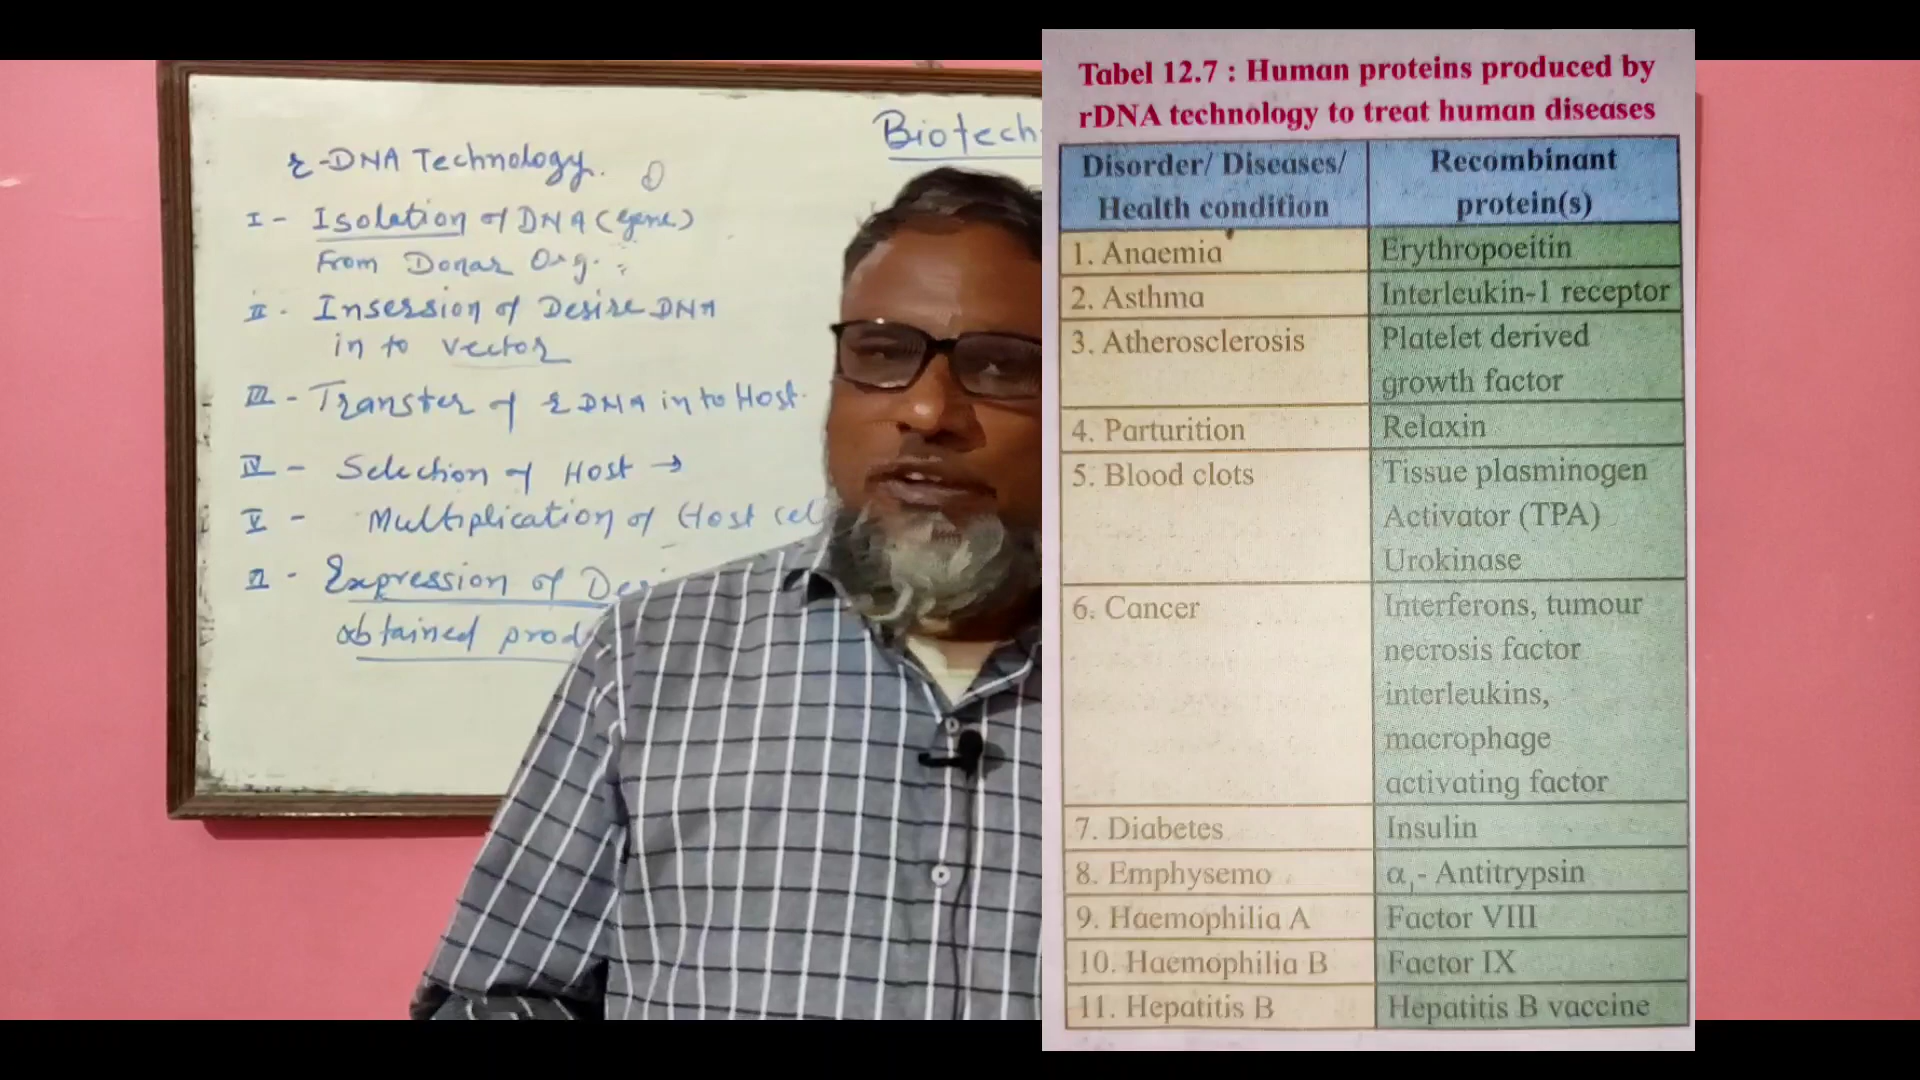 Biotech
r-DNA Technology.
I - Isolation of DNA (gene)
From Donar Org.
II - Insession of Desire DNA
in to vector
III - Transter of rDNA in to Host.
IV - Selection of Host →
V - Multiplication of Host cel
VI - Expression of Des
obtained prod
Tabel 12.7 : Human proteins produced by
rDNA technology to treat human diseases
Disorder/ Diseases/
Health condition
Recombinant
protein(s)
1. Anaemia
Erythropoeitin
2. Asthma
Interleukin-1 receptor
3. Atherosclerosis
Platelet derived
growth factor
4. Parturition
Relaxin
5. Blood clots
Tissue plasminogen
Activator (TPA)
Urokinase
6. Cancer
Interferons, tumour
necrosis factor
interleukins,
macrophage
activating factor
7. Diabetes
Insulin
8. Emphysemo
α₁- Antitrypsin
9. Haemophilia A
Factor VIII
10. Haemophilia B
Factor IX
11. Hepatitis B
Hepatitis B vaccine